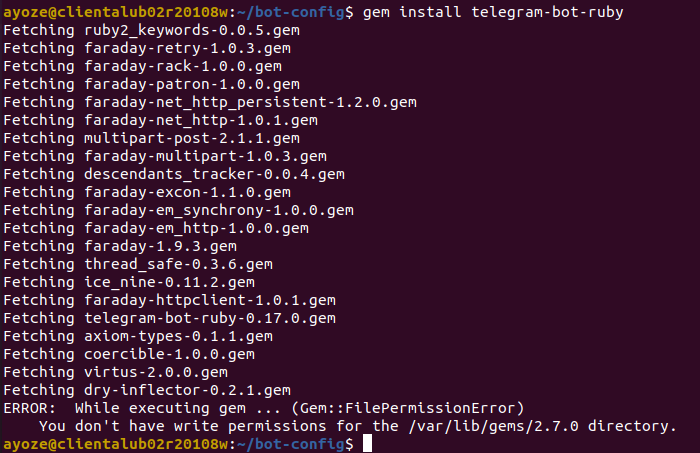 ayoze@clientalub02r20108w:~/bot-config$ gem install telegram-bot-ruby
Fetching ruby2_keywords-0.0.5.gem
Fetching faraday-retry-1.0.3.gem
Fetching faraday-rack-1.0.0.gem
Fetching faraday-patron-1.0.0.gem
Fetching faraday-net_http_persistent-1.2.0.gem
Fetching faraday-net_http-1.0.1.gem
Fetching multipart-post-2.1.1.gem
Fetching faraday-multipart-1.0.3.gem
Fetching descendants_tracker-0.0.4.gem
Fetching faraday-excon-1.1.0.gem
Fetching faraday-em_synchrony-1.0.0.gem
Fetching faraday-em_http-1.0.0.gem
Fetching faraday-1.9.3.gem
Fetching thread_safe-0.3.6.gem
Fetching ice_nine-0.11.2.gem
Fetching faraday-httpclient-1.0.1.gem
Fetching telegram-bot-ruby-0.17.0.gem
Fetching axiom-types-0.1.1.gem
Fetching coercible-1.0.0.gem
Fetching virtus-2.0.0.gem
Fetching dry-inflector-0.2.1.gem
ERROR:  While executing gem ... (Gem::FilePermissionError)
    You don't have write permissions for the /var/lib/gems/2.7.0 directory.
ayoze@clientalub02r20108w:~/bot-config$